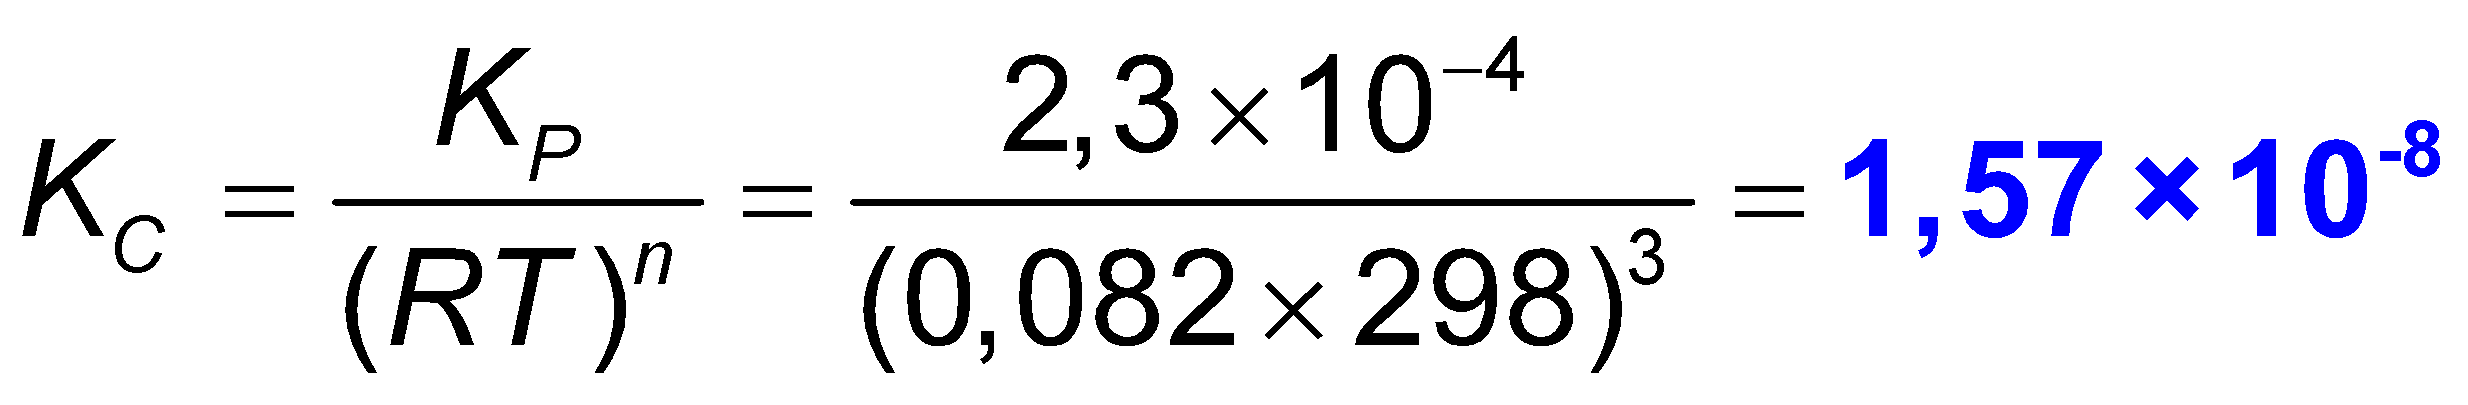 K_C = K_P / (RT)^n = 2,3×10^–4 / (0,082×298)^3 = 1,57×10^-8